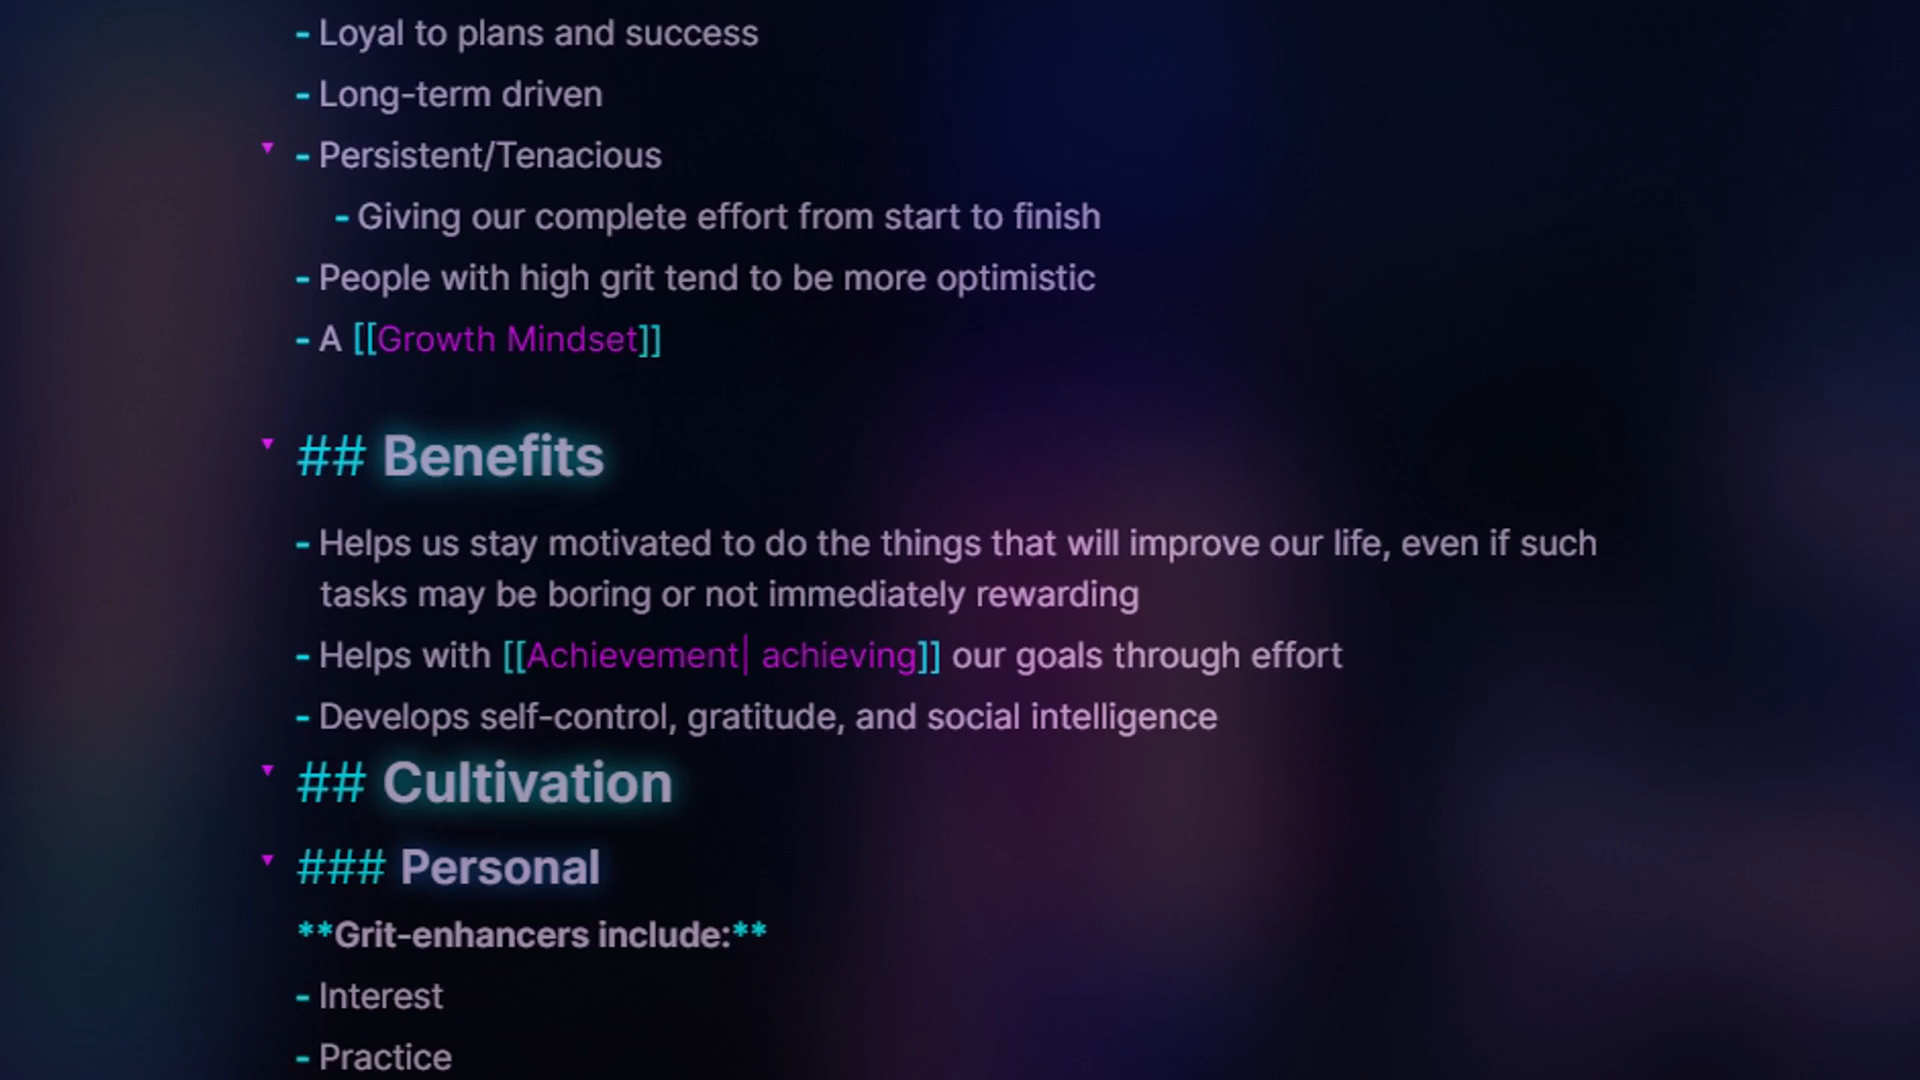 - Loyal to plans and success
- Long-term driven
- Persistent/Tenacious
- Giving our complete effort from start to finish
- People with high grit tend to be more optimistic
- A [[Growth Mindset]]
## Benefits
- Helps us stay motivated to do the things that will improve our life, even if such
tasks may be boring or not immediately rewarding
- Helps with [[Achievement| achieving]] our goals through effort
- Develops self-control, gratitude, and social intelligence
## Cultivation
### Personal
**Grit-enhancers include:**
- Interest
- Practice